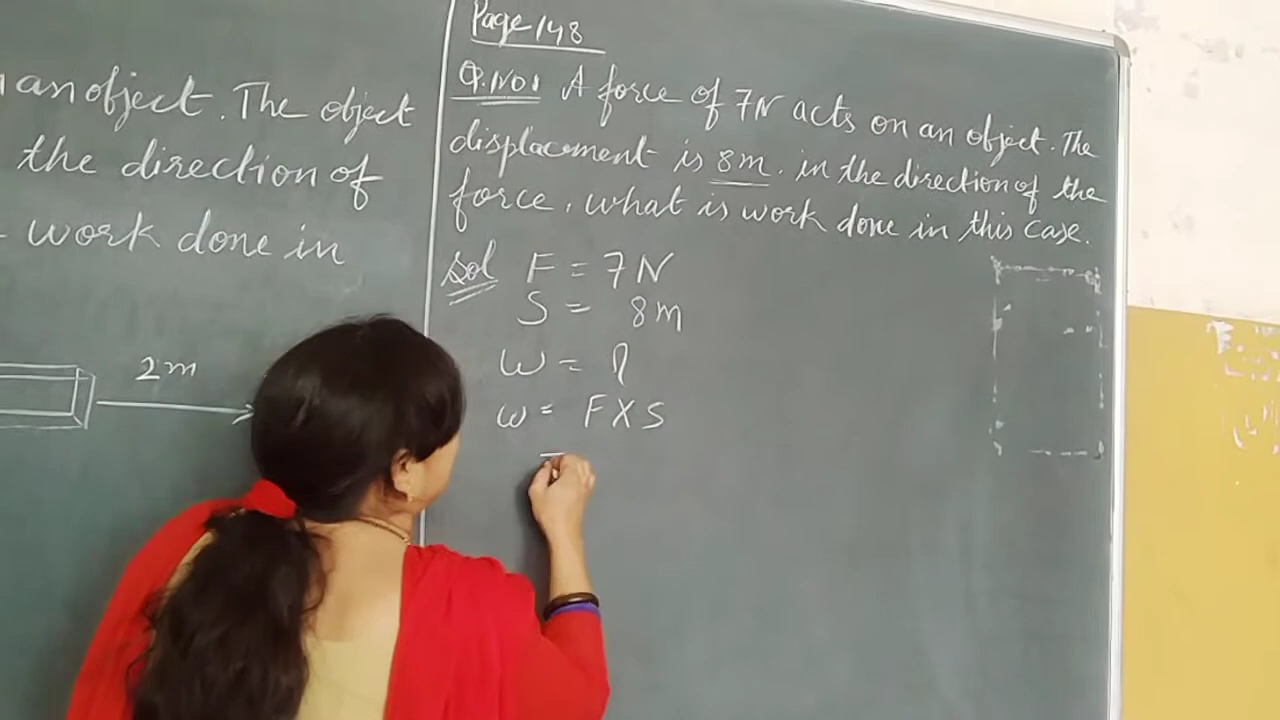 an object. The object
the direction of
work done in
2m
Page 148
Q.NO1 A force of 7N acts on an object. The
displacement is 8m. in the direction of the
force. what is work done in this case.
Sol F = 7N
S = 8m
W = ?
W = F X S